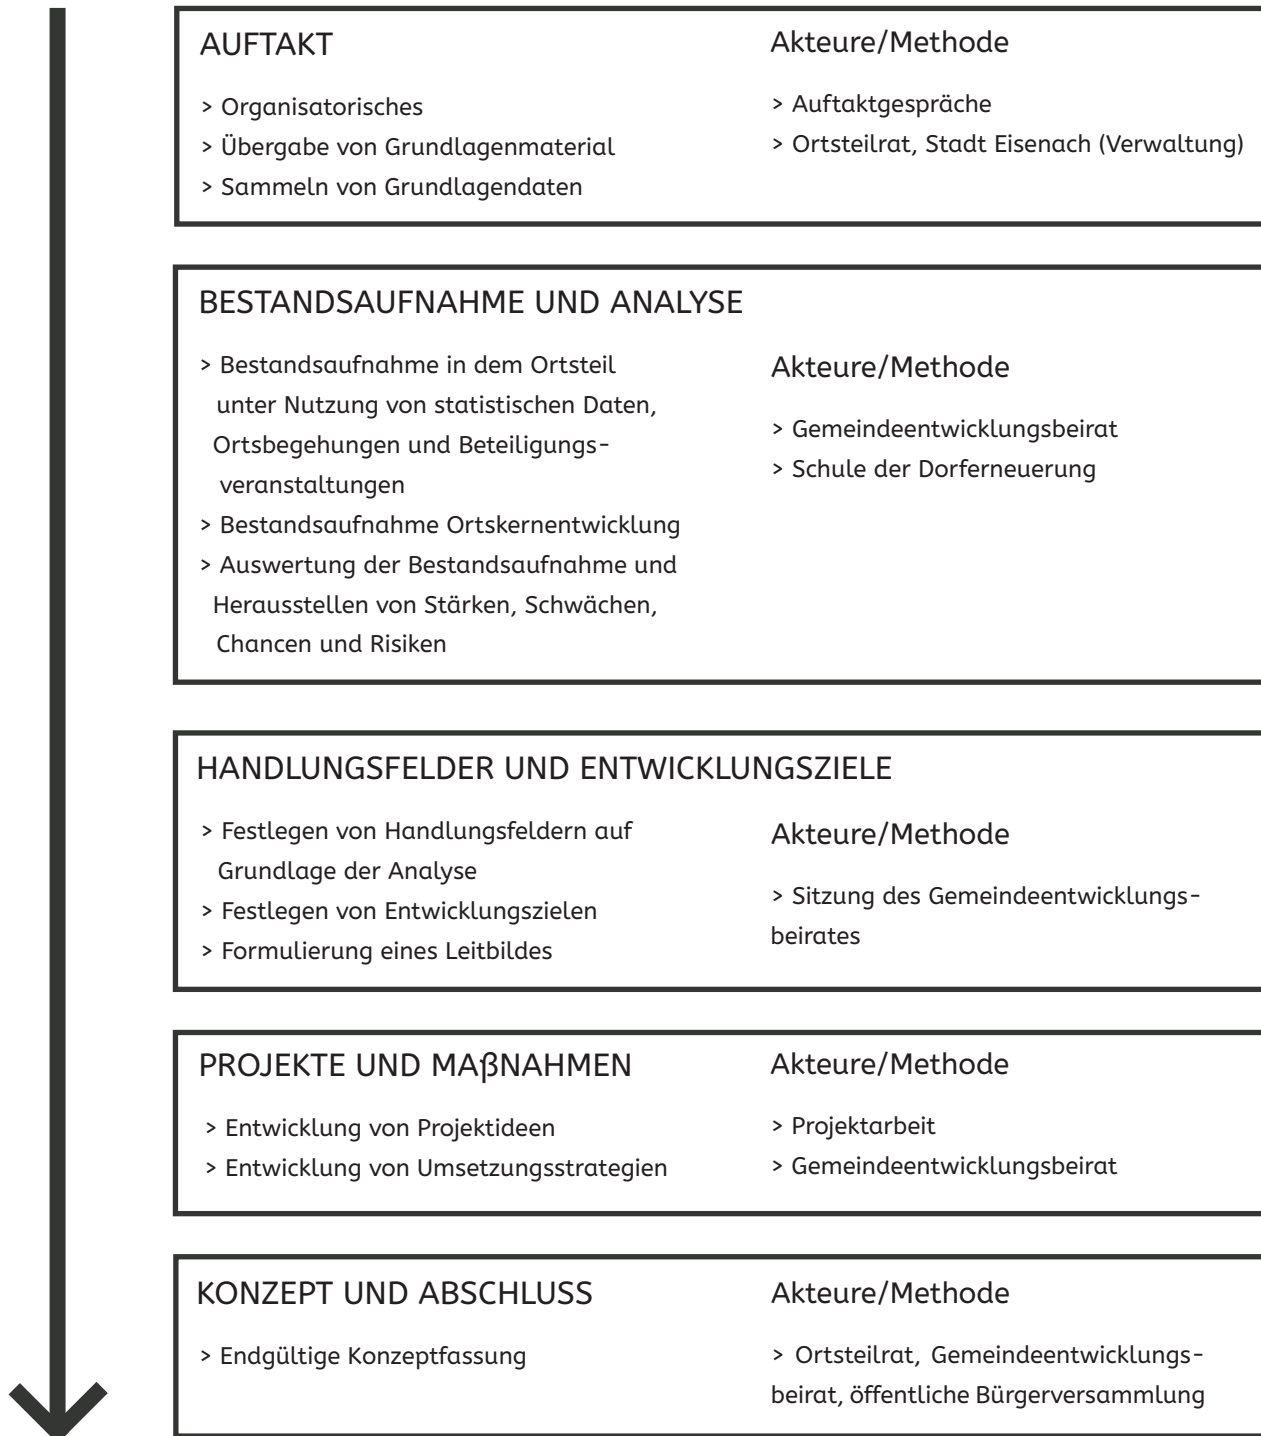 AUFTAKT
> Organisatorisches
> Übergabe von Grundlagenmaterial
> Sammeln von Grundlagendaten
Akteure/Methode
> Auftaktgespräche
> Ortsteilrat, Stadt Eisenach (Verwaltung)
BESTANDSAUFNAHME UND ANALYSE
> Bestandsaufnahme in dem Ortsteil
unter Nutzung von statistischen Daten,
Ortsbegehungen und Beteiligungs-
veranstaltungen
> Bestandsaufnahme Ortskernentwicklung
> Auswertung der Bestandsaufnahme und
Herausstellen von Stärken, Schwächen,
Chancen und Risiken
Akteure/Methode
> Gemeindeentwicklungsbeirat
> Schule der Dorferneuerung
HANDLUNGSFELDER UND ENTWICKLUNGSZIELE
> Festlegen von Handlungsfeldern auf
Grundlage der Analyse
> Festlegen von Entwicklungszielen
> Formulierung eines Leitbildes
Akteure/Methode
> Sitzung des Gemeindeentwicklungs-
beirates
PROJEKTE UND MAßNAHMEN
> Entwicklung von Projektideen
> Entwicklung von Umsetzungsstrategien
Akteure/Methode
> Projektarbeit
> Gemeindeentwicklungsbeirat
KONZEPT UND ABSCHLUSS
> Endgültige Konzeptfassung
Akteure/Methode
> Ortsteilrat, Gemeindeentwicklungs-
beirat, öffentliche Bürgerversammlung